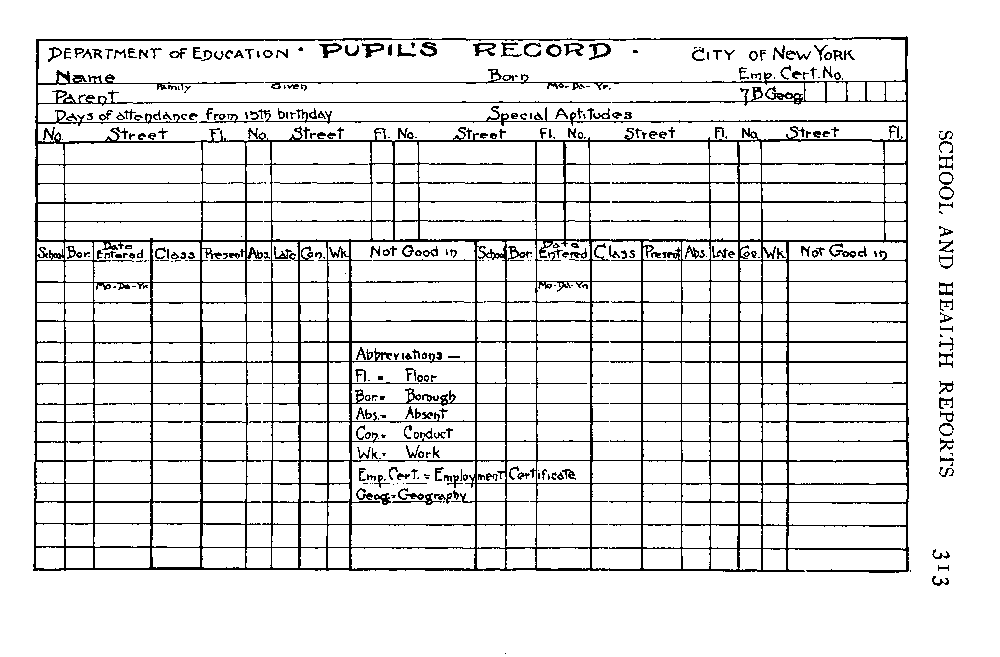 DEPARTMENT OF EDUCATION · PUPIL'S RECORD · CITY OF NEW YORK
Name Born Emp. Cert. No.
Family Given Mo- Da- Yr.
Parent 7B Geog.
Days of attendance from 13th birthday Special Aptitudes
No. Street Fl. No. Street Fl. No. Street Fl. No. Street Fl. No. Street Fl.
School Bor. Date Entered Class Present Abs. Late Con. Wk. Not Good in School Bor. Date Entered Class Present Abs. Late Con. Wk. Not Good in
Mo-Da-Yr. Mo-Da-Yr.
Abbreviations —
Fl. = Floor
Bor. = Borough
Abs. = Absent
Con. = Conduct
Wk. = Work
Emp. Cert. = Employment Certificate
Geog. = Geography
SCHOOL AND HEALTH REPORTS 313